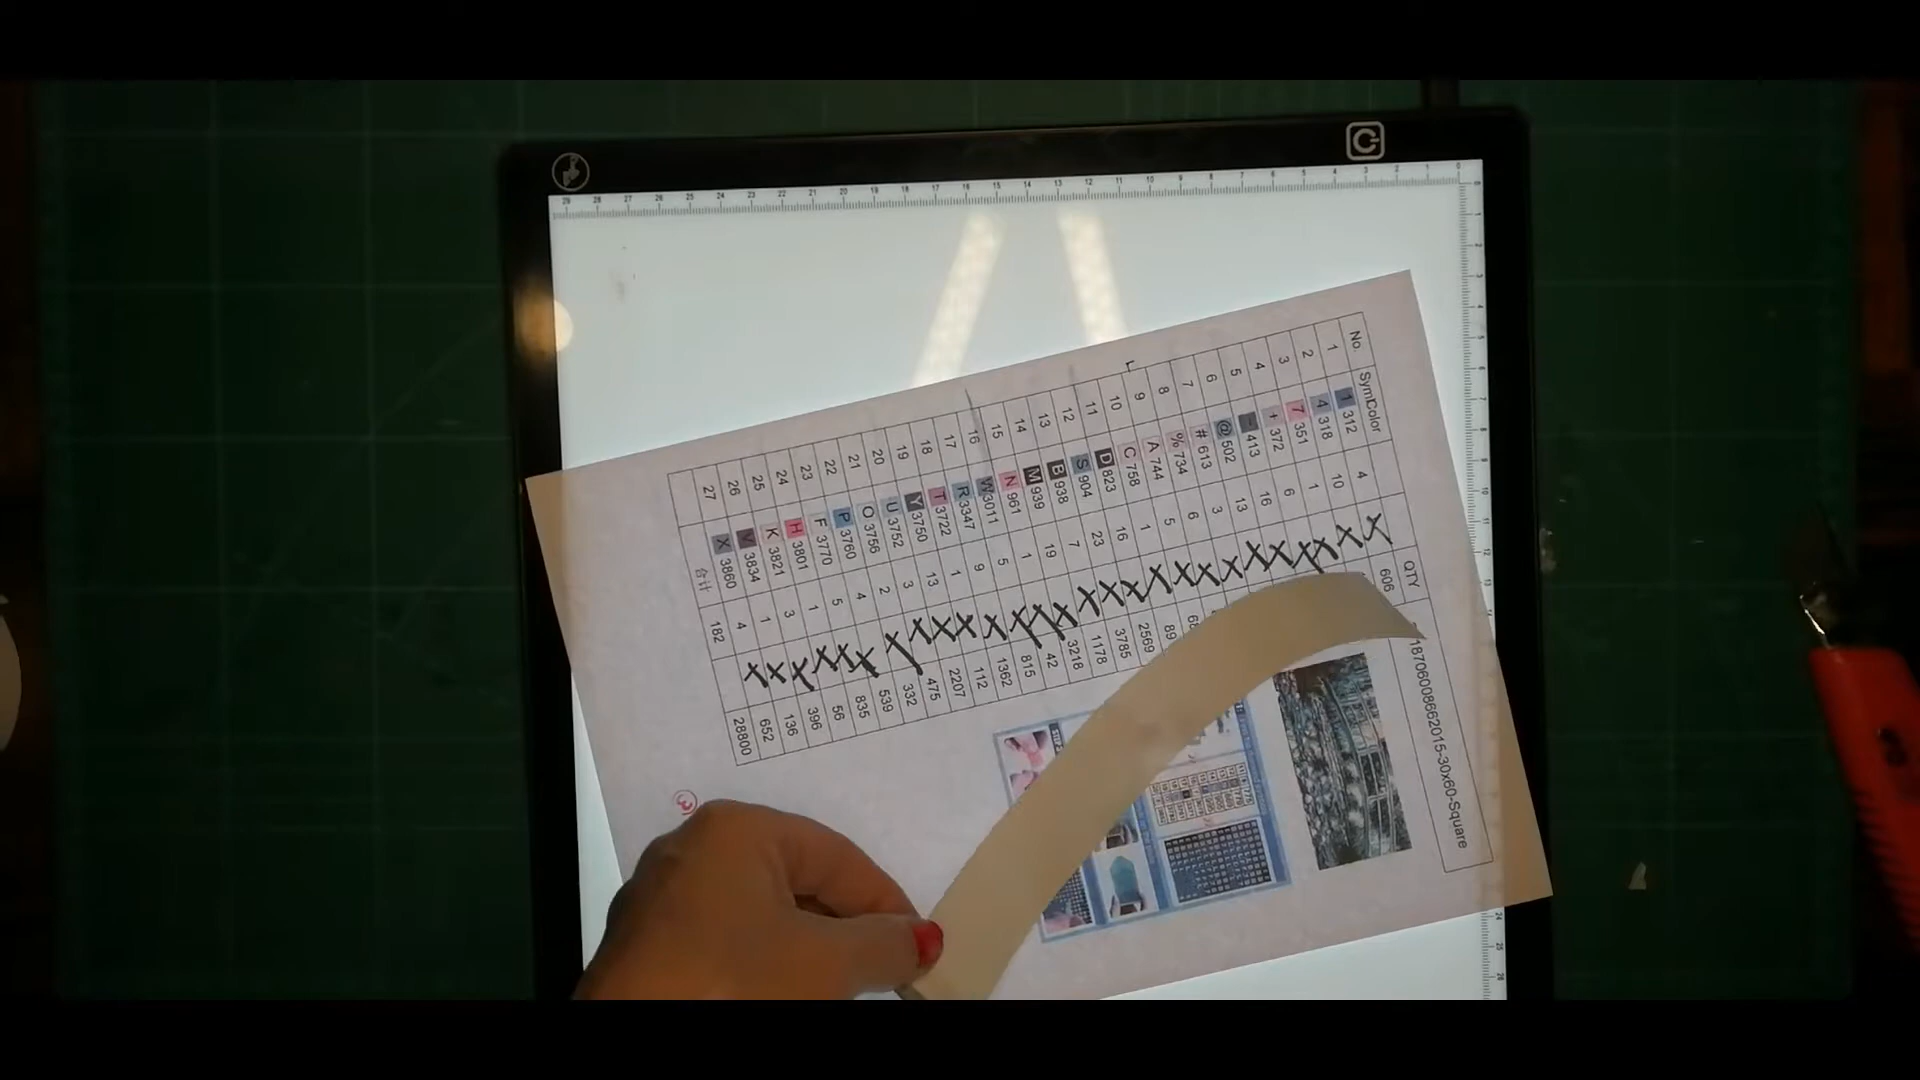 18706008662015-30x60-Square
No. Sym Color QTY
1 1 312 4 X 606
2 4 318 10 X
3 7 351 1 X
4 + 372 6 X
5 - 413 16 X
6 @ 502 13 X
7 # 613 3 X
8 % 734 6 X
9 A 744 5 X
10 C 758 1 X
11 D 823 16 X 2569
12 S 904 23 X 3785
13 B 938 7 X 1178
14 M 939 19 X 3218
15 N 961 1 X 42
16 W 3011 5 X 815
17 R 3347 9 X 1362
18 T 3722 1 X 112
19 Y 3750 13 X 2207
20 U 3752 3 X 475
21 O 3756 2 X 332
22 P 3760 4 X 539
23 F 3770 5 X 835
24 H 3801 1 X 56
25 K 3821 3 X 396
26 V 3834 1 X 136
27 X 3860 4 X 652
合计 182 28800